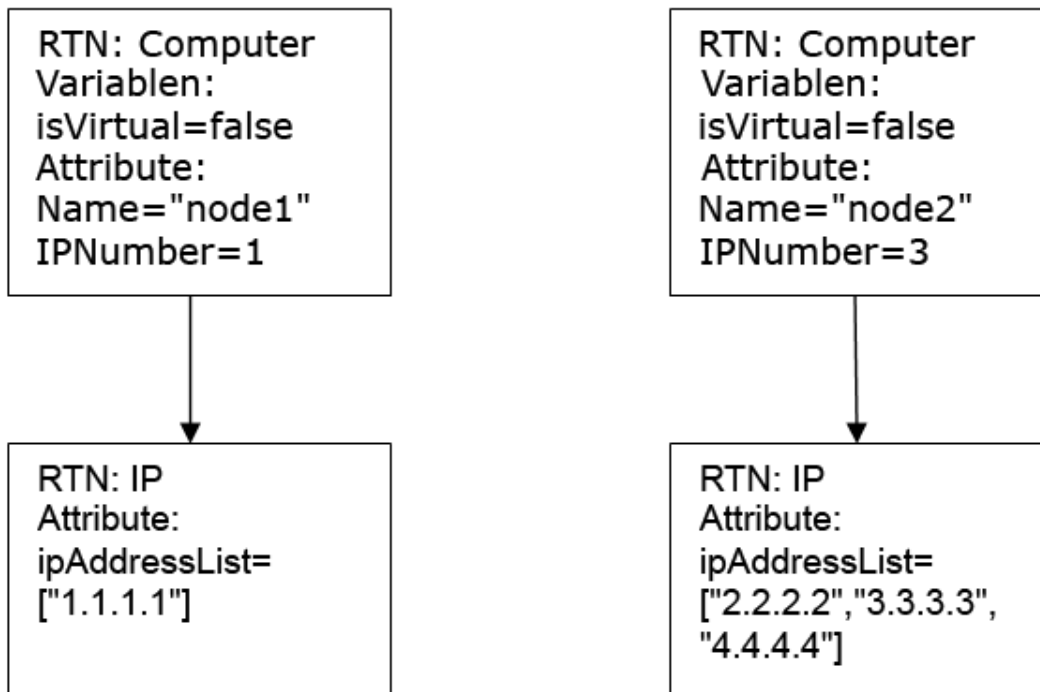 RTN: Computer
Variablen:
isVirtual=false
Attribute:
Name="node1"
IPNumber=1
RTN: Computer
Variablen:
isVirtual=false
Attribute:
Name="node2"
IPNumber=3
RTN: IP
Attribute:
ipAddressList=
["1.1.1.1"]
RTN: IP
Attribute:
ipAddressList=
["2.2.2.2","3.3.3.3",
"4.4.4.4"]